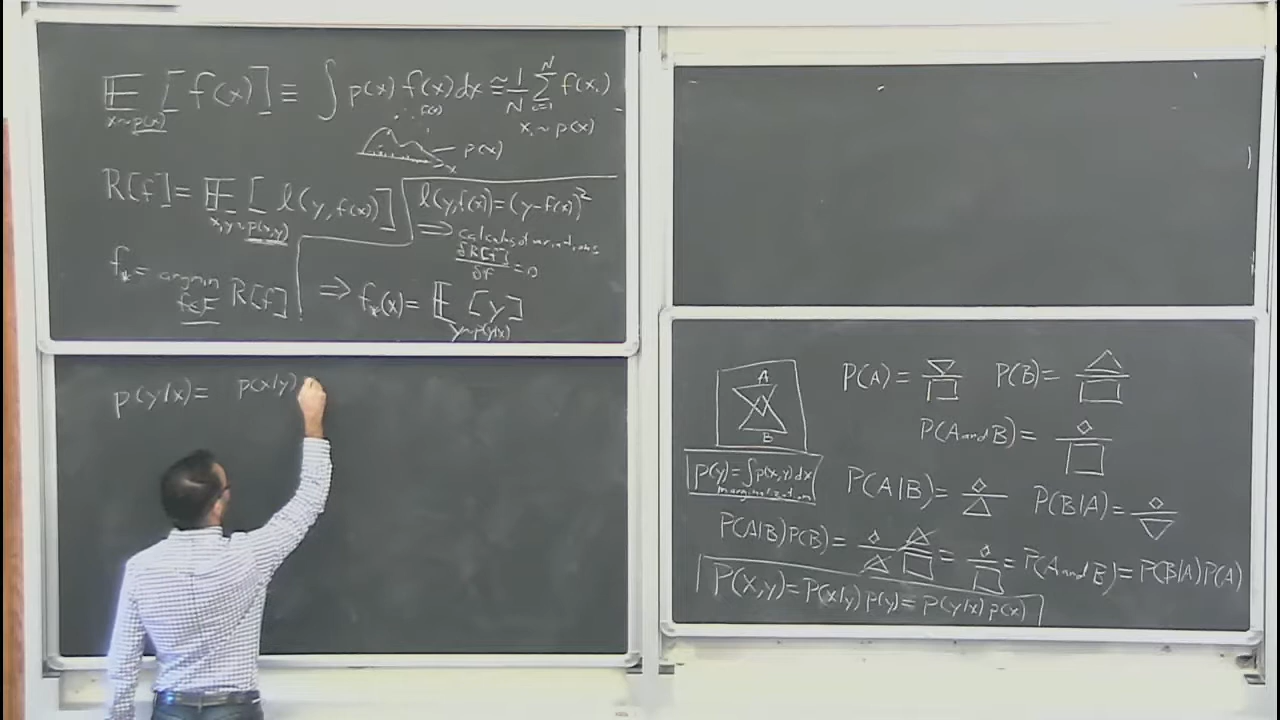 𝔼 [f(x)] ≡ ∫ p(x) f(x) dx ≈ 1/N Σ f(xᵢ)
x~p(x)
N
i=1
xᵢ ~ p(x)
f(x)
p(x)
x
R[f] = 𝔼 [ℓ(y, f(x))]
x,y~p(x,y)
ℓ(y,f(x)) = (y-f(x))²
⇒ calculus of variations
δR[f]/δf = 0
f* = argmin R[f]
f∈F
⇒ f*(x) = 𝔼 [y]
y~p(y|x)
p(y|x) = p(x|y)
A
B
P(A) = ▽/□ P(B) = △/□
P(A and B) = ◇/□
p(y) = ∫p(x,y) dx
marginalization
P(A|B) = ◇/△ P(B|A) = ◇/▽
P(A|B)P(B) = ◇/△ △/□ = ◇/□ = P(A and B) = P(B|A)P(A)
P(x,y) = P(x|y) p(y) = p(y|x) p(x)